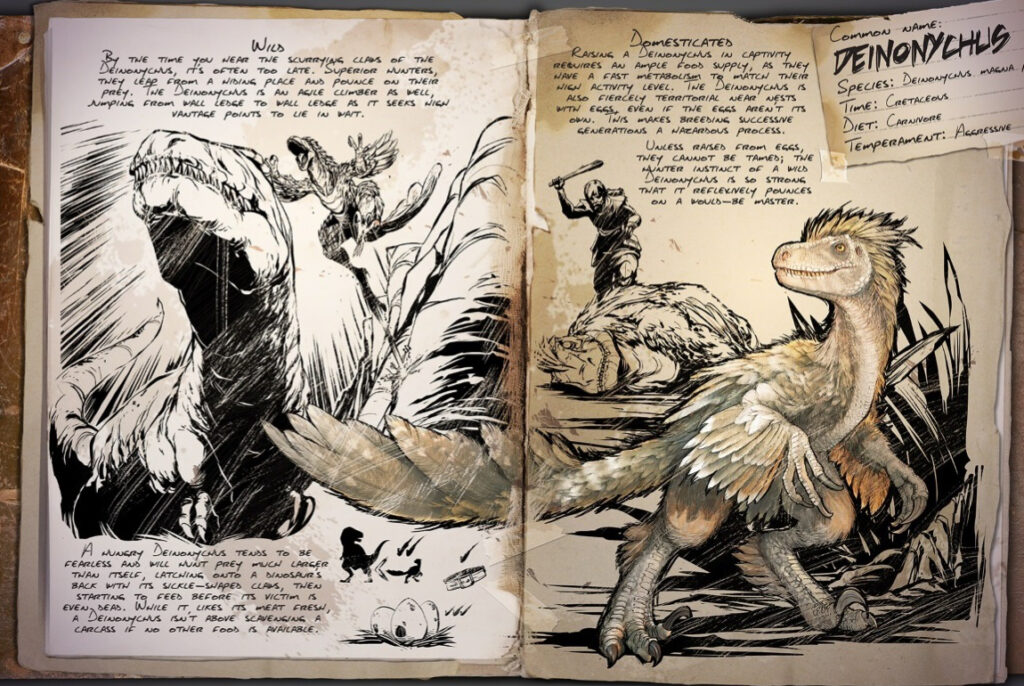 Wild
By the time you hear the scurrying claws of the
Deinonychus, it's often too late. Superior hunters,
they leap from a hiding place and pounce on their
prey. The Deinonychus is an agile climber as well,
jumping from wall ledge to wall ledge as it seeks high
vantage points to lie in wait.
A hungry Deinonychus tends to be
fearless and will hunt prey much larger
than itself, latching onto a dinosaur's
back with its sickle-shaped claws, then
starting to feed before its victim is
even dead. While it likes its meat fresh,
a Deinonychus isn't above scavenging a
carcass if no other food is available.
Domesticated
Raising a Deinonychus in captivity
requires an ample food supply, as they
have a fast metabolism to match their
high activity level. The Deinonychus is
also fiercely territorial near nests
with eggs, even if the eggs aren't its
own. This makes breeding successive
generations a hazardous process.
Unless raised from eggs,
they cannot be tamed; the
hunter instinct of a wild
Deinonychus is so strong
that it reflexively pounces
on a would-be master.
Common name:
DEINONYCHUS
Species: Deinonychus magna
Time: Cretaceous
Diet: Carnivore
Temperament: Aggressive